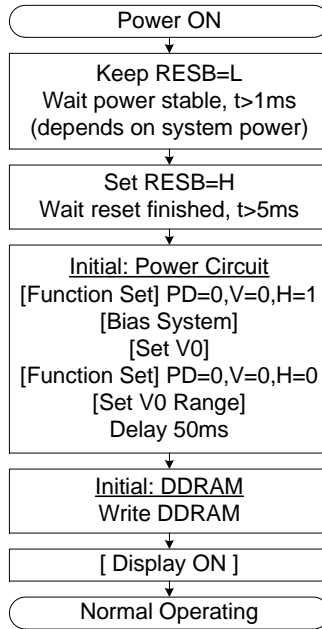 Power ON
Keep RESB=L
Wait power stable, t>1ms
(depends on system power)
Set RESB=H
Wait reset finished, t>5ms
Initial: Power Circuit
[Function Set] PD=0,V=0,H=1
[Bias System]
[Set V0]
[Function Set] PD=0,V=0,H=0
[Set V0 Range]
Delay 50ms
Initial: DDRAM
Write DDRAM
[ Display ON ]
Normal Operating